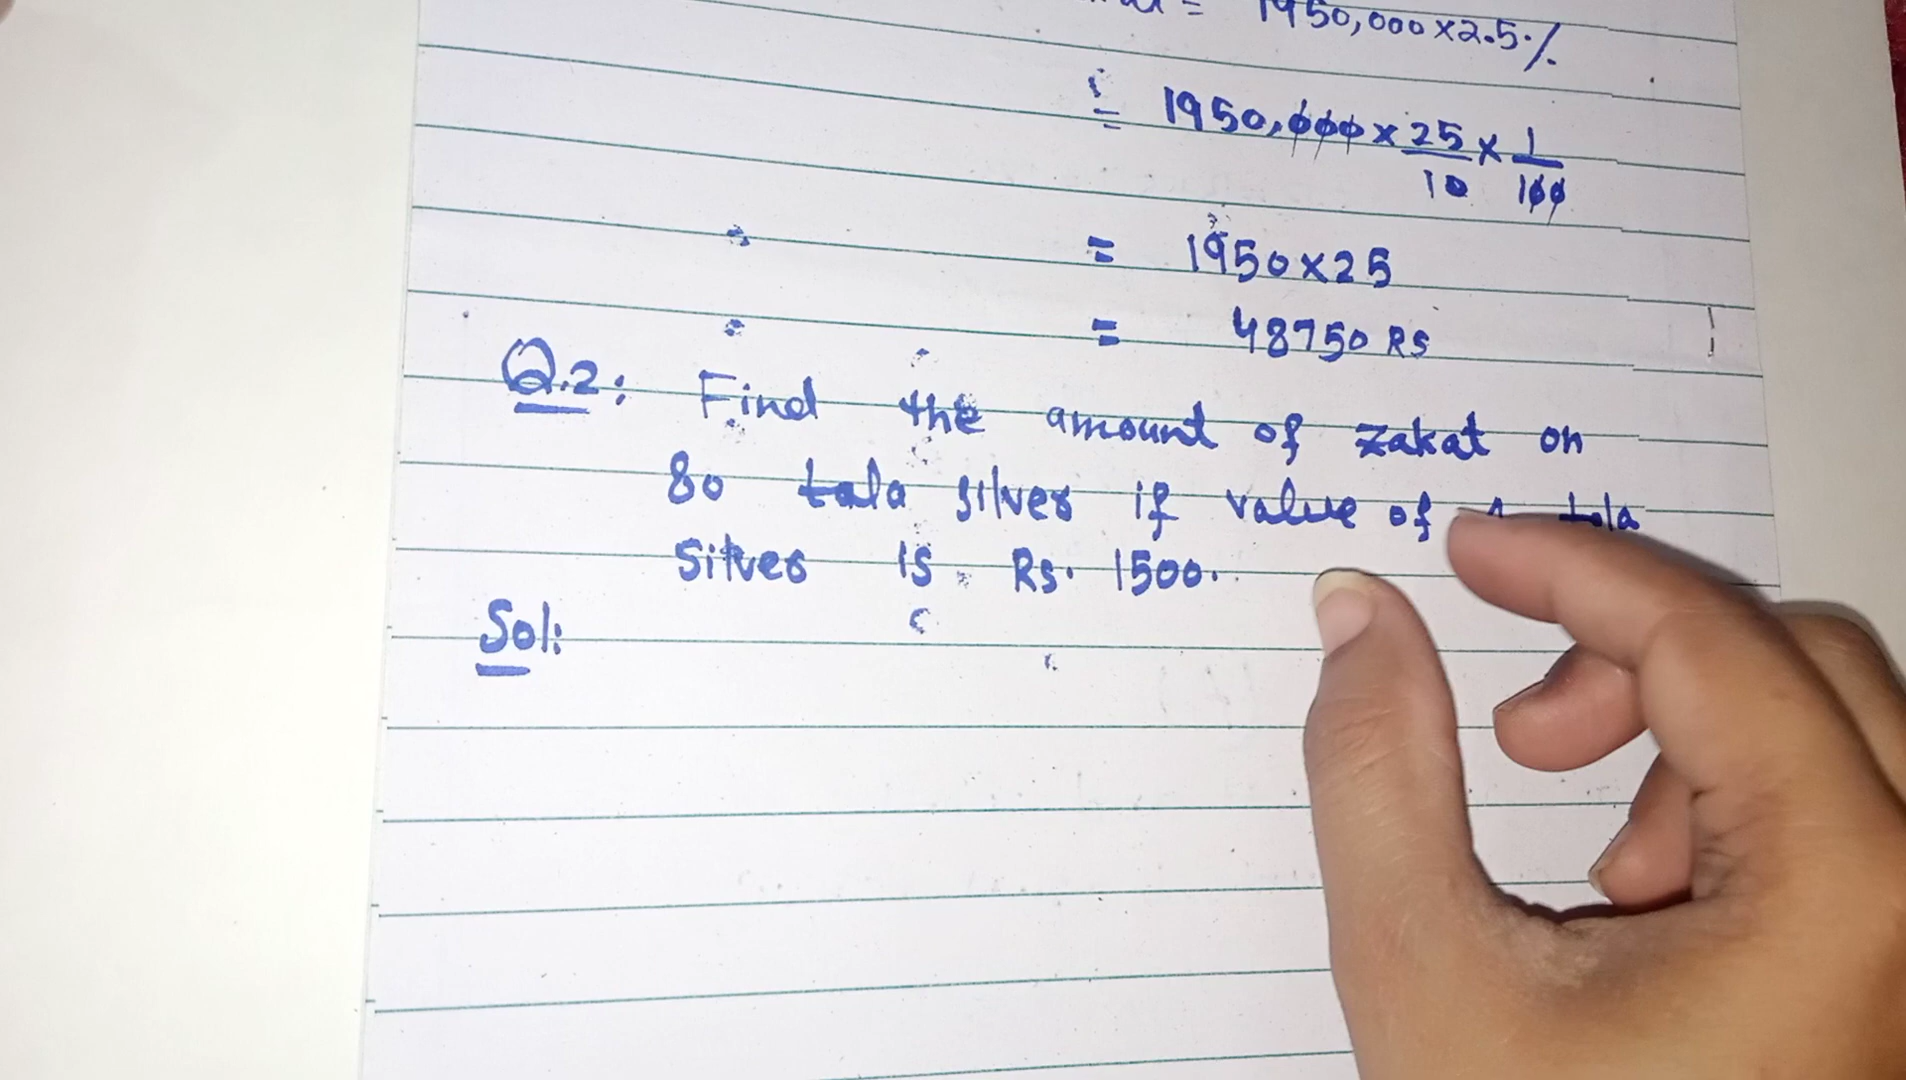 = 1950,000 x 2.5%
= 1950,000 x 25/10 x 1/100
= 1950 x 25
= 48750 RS
Q.2: Find the amount of zakat on
80 tala silver if value of tola
Silver is Rs. 1500.
Sol: